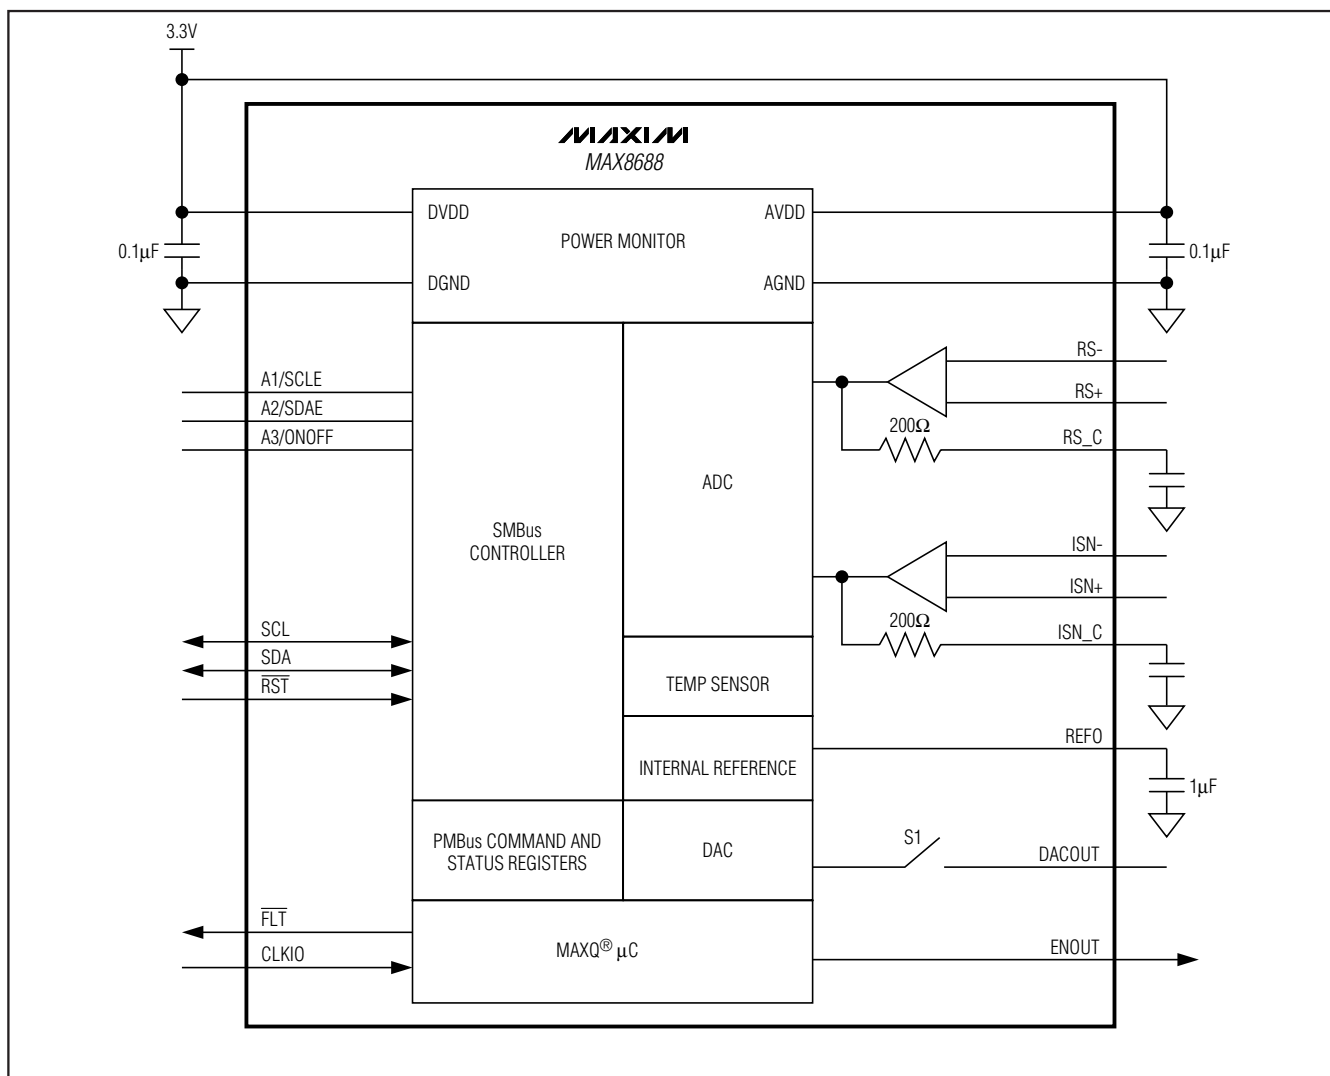 3.3V
MAXIM
MAX8688
DVDD
AVDD
POWER MONITOR
0.1µF
0.1µF
DGND
AGND
RS-
A1/SCLE
RS+
A2/SDAE
200Ω
A3/ONOFF
RS_C
ADC
SMBus
CONTROLLER
ISN-
ISN+
200Ω
SCL
ISN_C
SDA
R̅S̅T̅
TEMP SENSOR
REFO
INTERNAL REFERENCE
1µF
PMBus COMMAND AND
STATUS REGISTERS
DAC
S1
DACOUT
F̅L̅T̅
MAXQ® µC
CLKIO
ENOUT